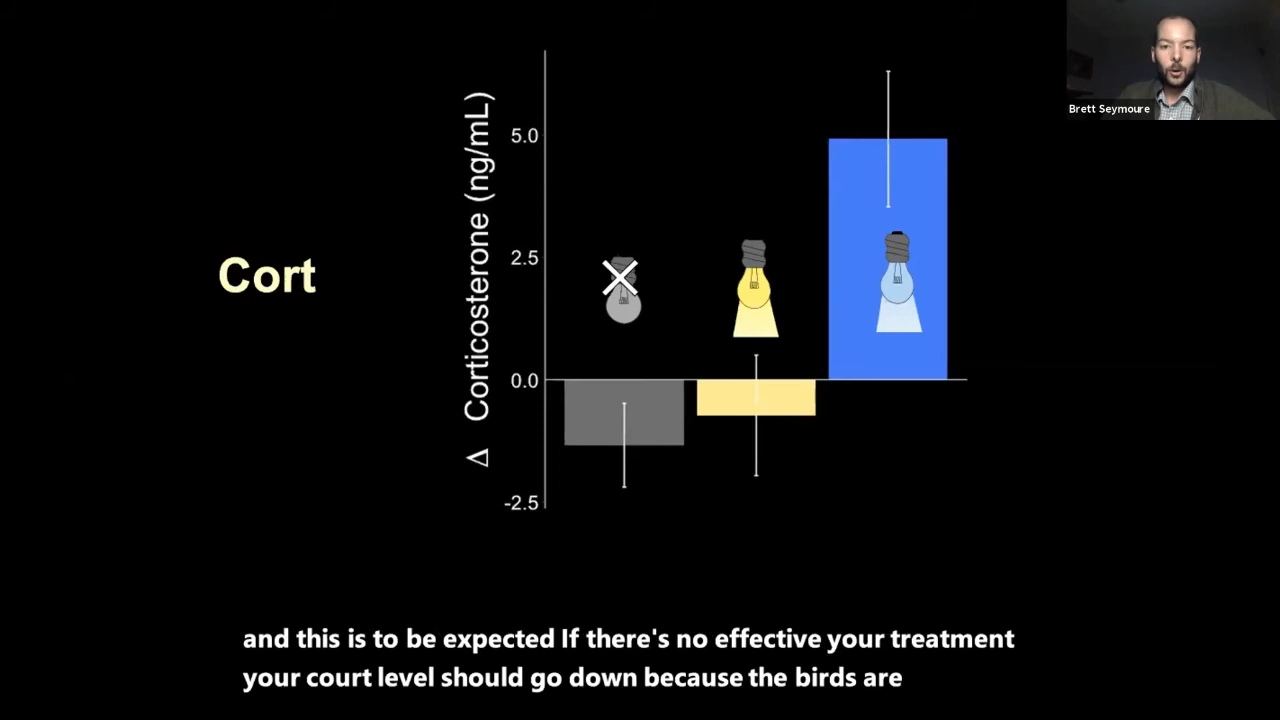 Brett Seymoure
Cort
Δ Corticosterone (ng/mL)
5.0
2.5
0.0
-2.5
and this is to be expected If there's no effective your treatment
your court level should go down because the birds are